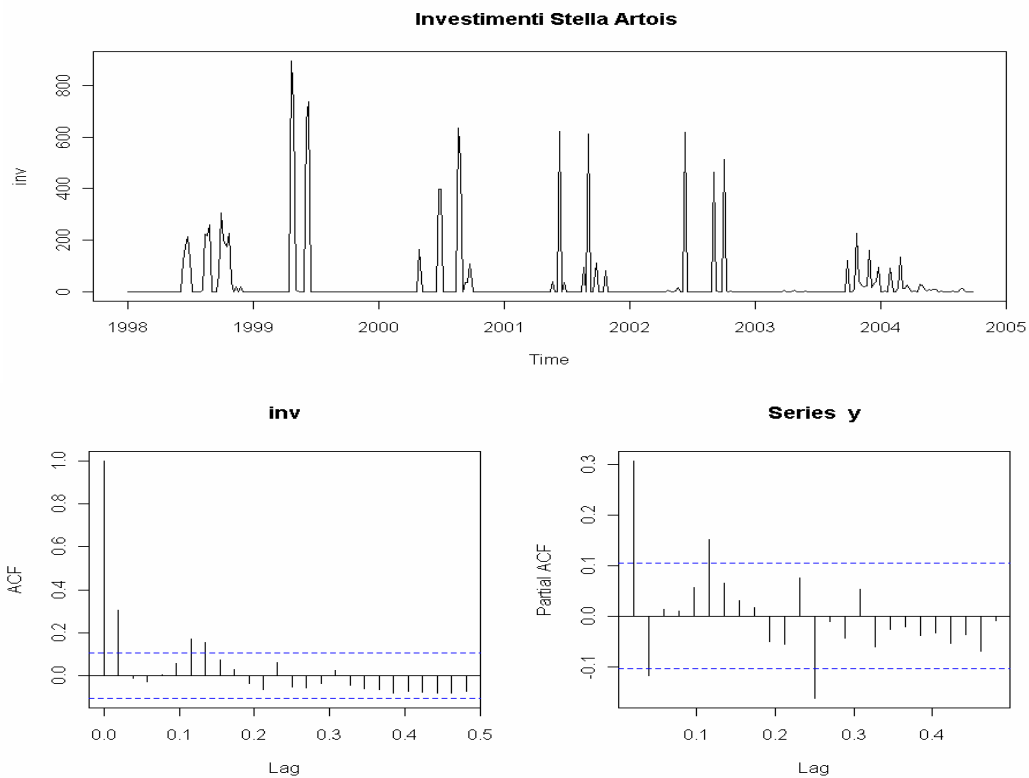 Investimenti Stella Artois
inv
0 200 400 600 800
1998 1999 2000 2001 2002 2003 2004 2005
Time
inv
ACF
0.0 0.2 0.4 0.6 0.8 1.0
0.0 0.1 0.2 0.3 0.4 0.5
Lag
Series y
Partial ACF
-0.1 0.0 0.1 0.2 0.3
0.1 0.2 0.3 0.4
Lag